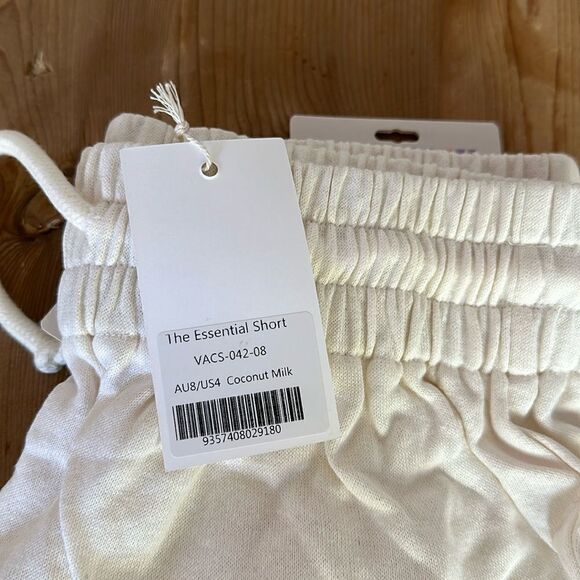 The Essential Short
VACS-042-08
AU8/US4 Coconut Milk
9357408029180